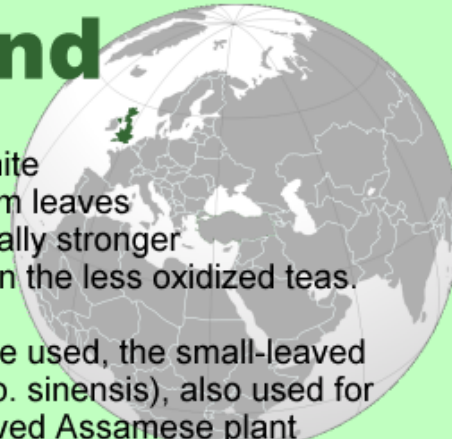 nd
ite
m leaves
ally stronger
n the less oxidized teas.
e used, the small-leaved
o. sinensis), also used for
ved Assamese plant